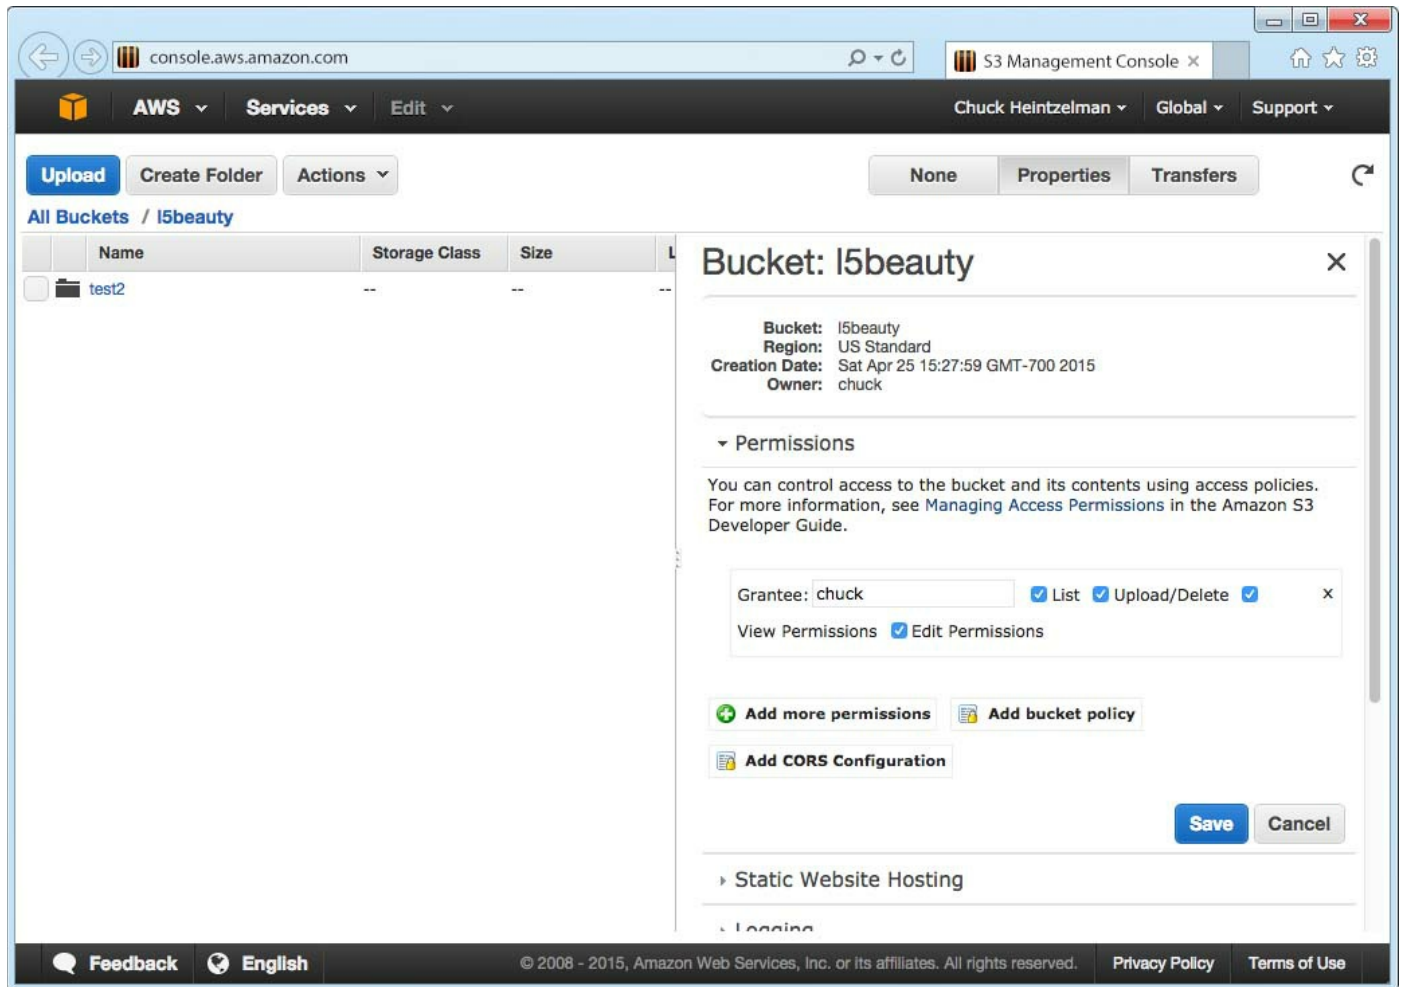 console.aws.amazon.com
S3 Management Console
AWS Services Edit Chuck Heintzelman Global Support
Upload Create Folder Actions None Properties Transfers
All Buckets / l5beauty
Name Storage Class Size L
test2 -- -- --
Bucket: l5beauty
Bucket: l5beauty
Region: US Standard
Creation Date: Sat Apr 25 15:27:59 GMT-700 2015
Owner: chuck
Permissions
You can control access to the bucket and its contents using access policies.
For more information, see Managing Access Permissions in the Amazon S3
Developer Guide.
Grantee: chuck List Upload/Delete x
View Permissions Edit Permissions
Add more permissions Add bucket policy
Add CORS Configuration
Save Cancel
Static Website Hosting
Logging
Feedback English © 2008 - 2015, Amazon Web Services, Inc. or its affiliates. All rights reserved. Privacy Policy Terms of Use